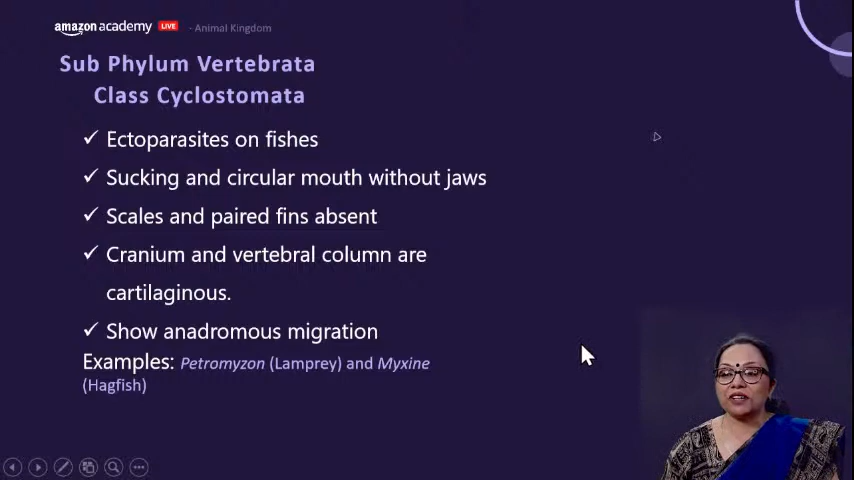 amazon academy LIVE - Animal Kingdom
Sub Phylum Vertebrata
Class Cyclostomata
✓ Ectoparasites on fishes
✓ Sucking and circular mouth without jaws
✓ Scales and paired fins absent
✓ Cranium and vertebral column are
cartilaginous.
✓ Show anadromous migration
Examples: Petromyzon (Lamprey) and Myxine
(Hagfish)